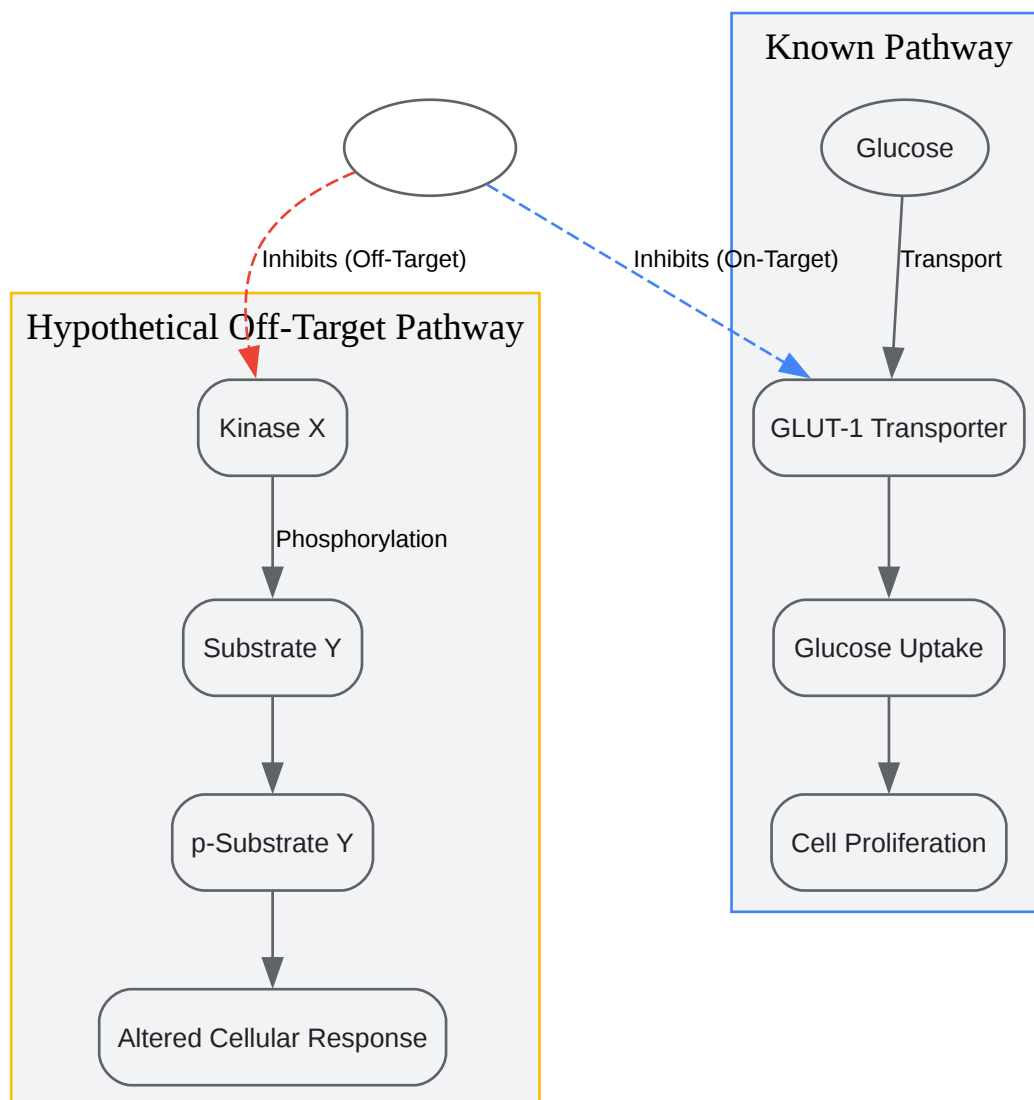 Known Pathway
Glucose
Inhibits (Off-Target)
Inhibits (On-Target)
Transport
Hypothetical Off-Target Pathway
Kinase X
GLUT-1 Transporter
Phosphorylation
Substrate Y
Glucose Uptake
p-Substrate Y
Cell Proliferation
Altered Cellular Response